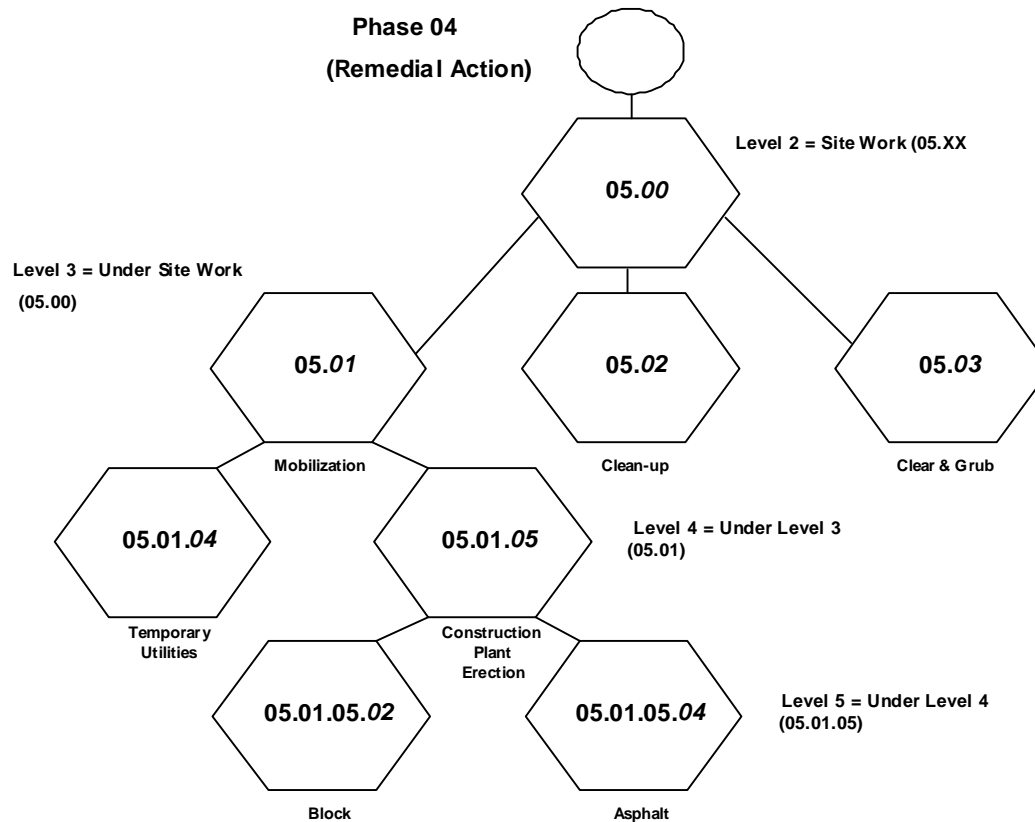 Phase 04
(Remedial Action)
Level 2 = Site Work (05.XX
05.00
Level 3 = Under Site Work
(05.00)
05.01
05.02
05.03
Mobilization
Clean-up
Clear & Grub
05.01.04
05.01.05
Level 4 = Under Level 3
(05.01)
Temporary
Utilities
Construction
Plant
Erection
05.01.05.02
05.01.05.04
Level 5 = Under Level 4
(05.01.05)
Block
Asphalt